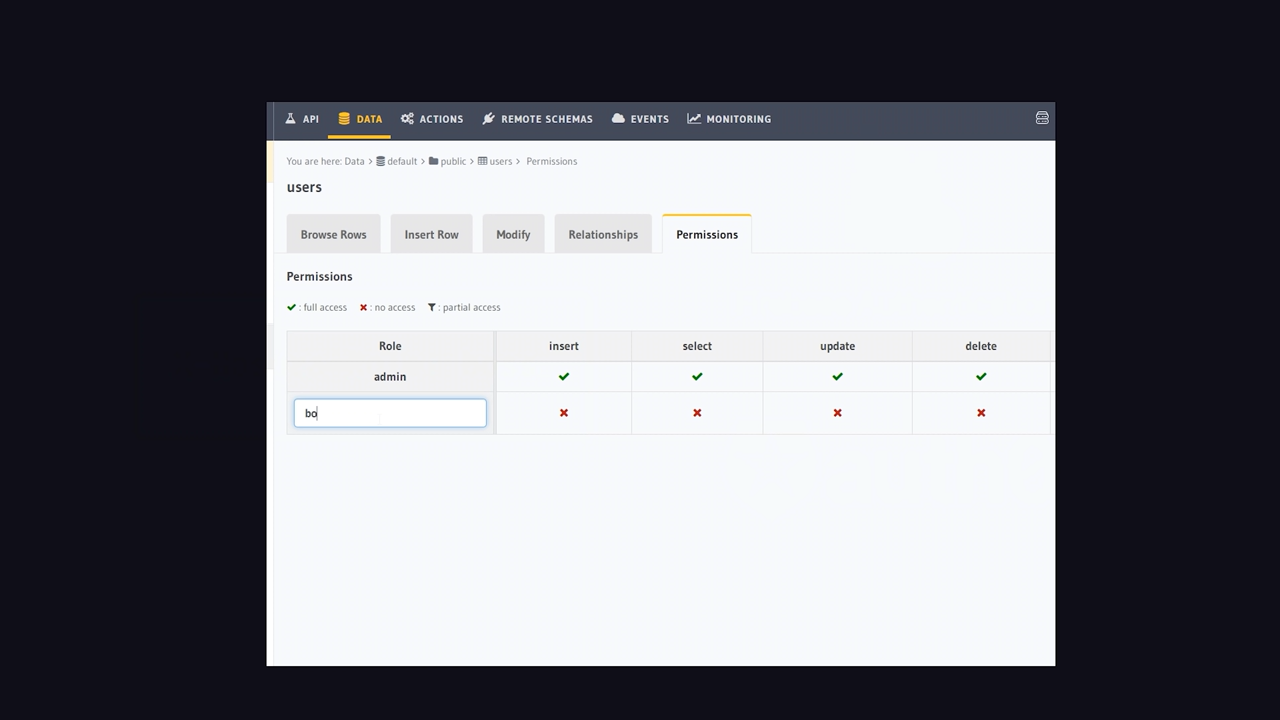 API DATA ACTIONS REMOTE SCHEMAS EVENTS MONITORING
You are here: Data > default > public > users > Permissions
users
Browse Rows Insert Row Modify Relationships Permissions
Permissions
: full access : no access : partial access
Role insert select update delete
admin
bo